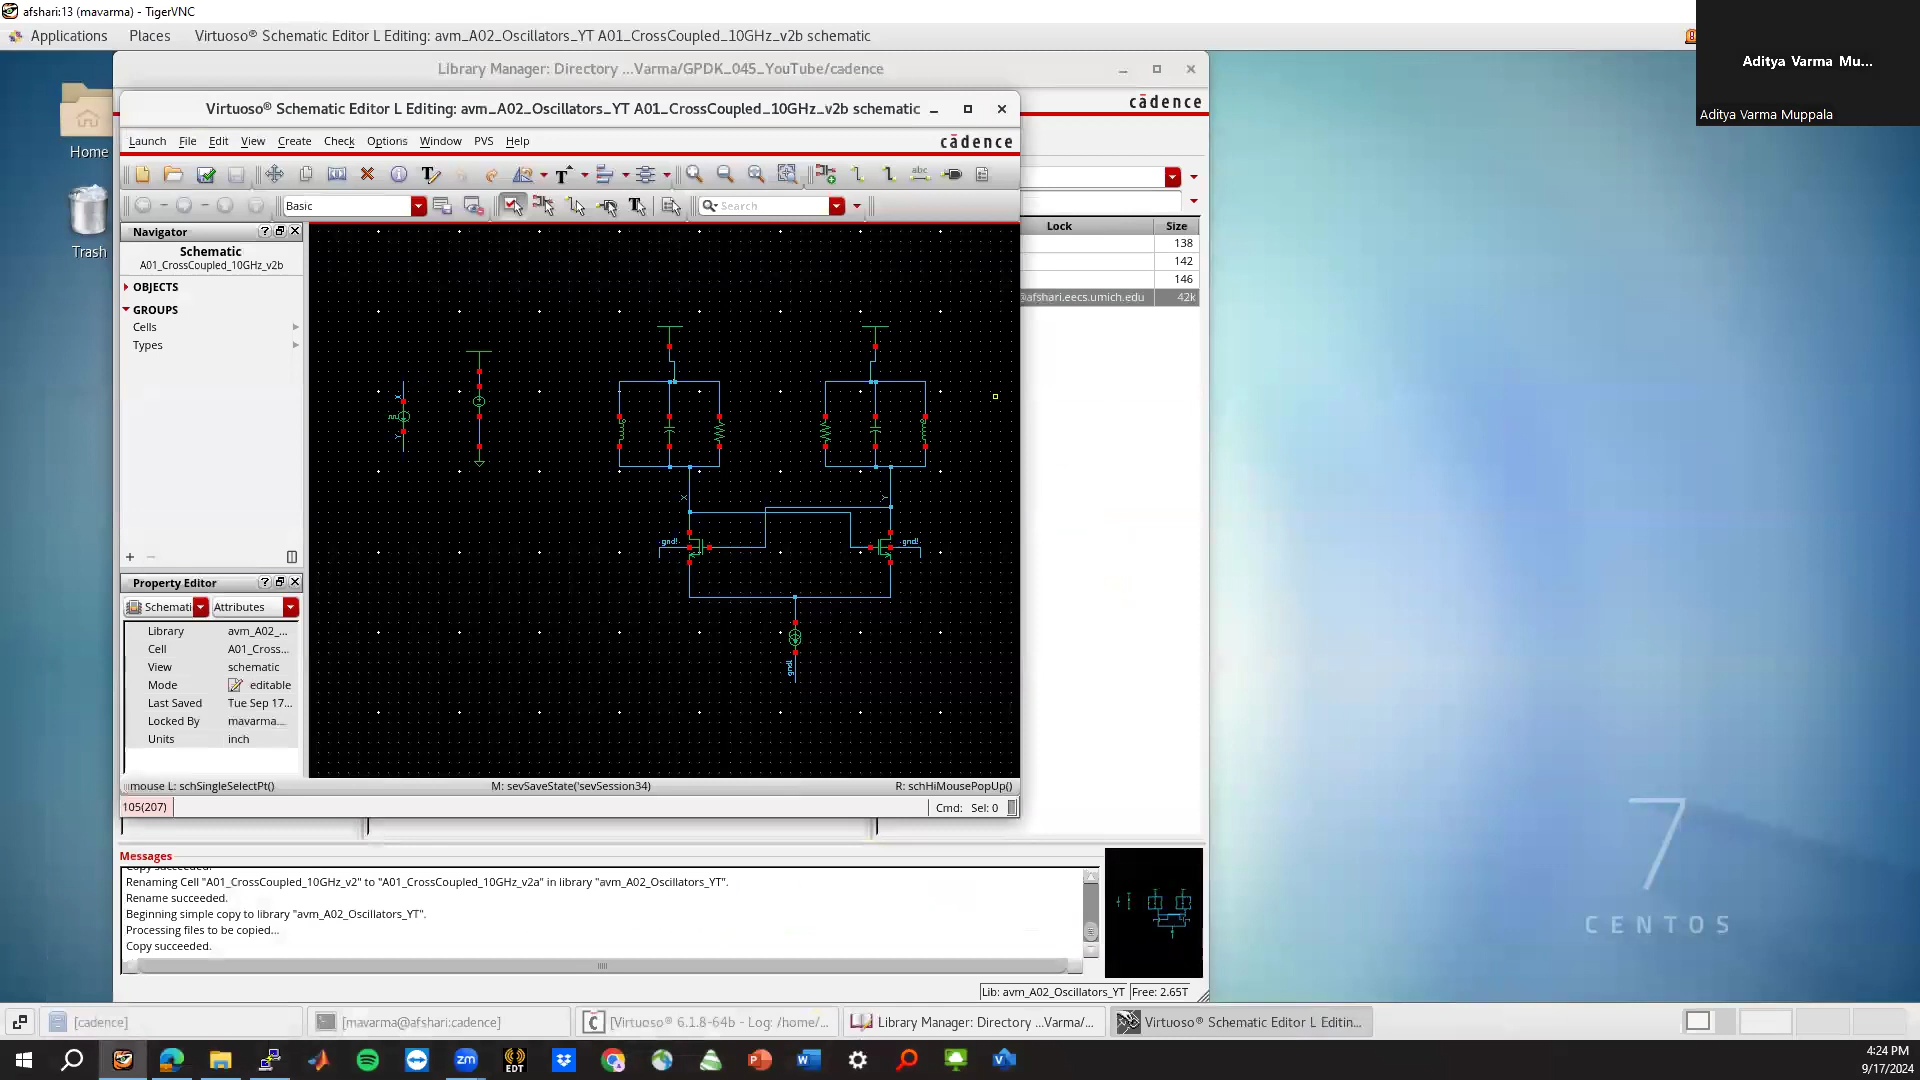 afshari:13 (mavarma) - TigerVNC
Applications Places Virtuoso® Schematic Editor L Editing: avm_A02_Oscillators_YT A01_CrossCoupled_10GHz_v2b schematic
Aditya Varma Mu...
Aditya Varma Muppala
Home
Trash
Library Manager: Directory ...Varma/GPDK_045_YouTube/cadence
cādence
Virtuoso® Schematic Editor L Editing: avm_A02_Oscillators_YT A01_CrossCoupled_10GHz_v2b schematic
Launch File Edit View Create Check Options Window PVS Help
cādence
abc
Basic
Search
Navigator
Schematic
A01_CrossCoupled_10GHz_v2b
OBJECTS
GROUPS
Cells
Types
Property Editor
Schemati Attributes
Library avm_A02_...
Cell A01_Cross...
View schematic
Mode editable
Last Saved Tue Sep 17...
Locked By mavarma...
Units inch
X
Y
X
Y
gnd!
gnd!
gnd!
mouse L: schSingleSelectPt() M: sevSaveState('sevSession34) R: schHiMousePopUp()
105(207) Cmd: Sel: 0
Lock Size
138
142
146
@afshari.eecs.umich.edu 42k
Messages
Copy succeeded.
Renaming Cell "A01_CrossCoupled_10GHz_v2" to "A01_CrossCoupled_10GHz_v2a" in library "avm_A02_Oscillators_YT".
Rename succeeded.
Beginning simple copy to library "avm_A02_Oscillators_YT".
Processing files to be copied...
Copy succeeded.
Lib: avm_A02_Oscillators_YT Free: 2.65T
7
CENTOS
[cadence] [mavarma@afshari:cadence] [Virtuoso® 6.1.8-64b - Log: /home/... Library Manager: Directory ...Varma/... Virtuoso® Schematic Editor L Editin...
zm
EDT
4:24 PM
9/17/2024